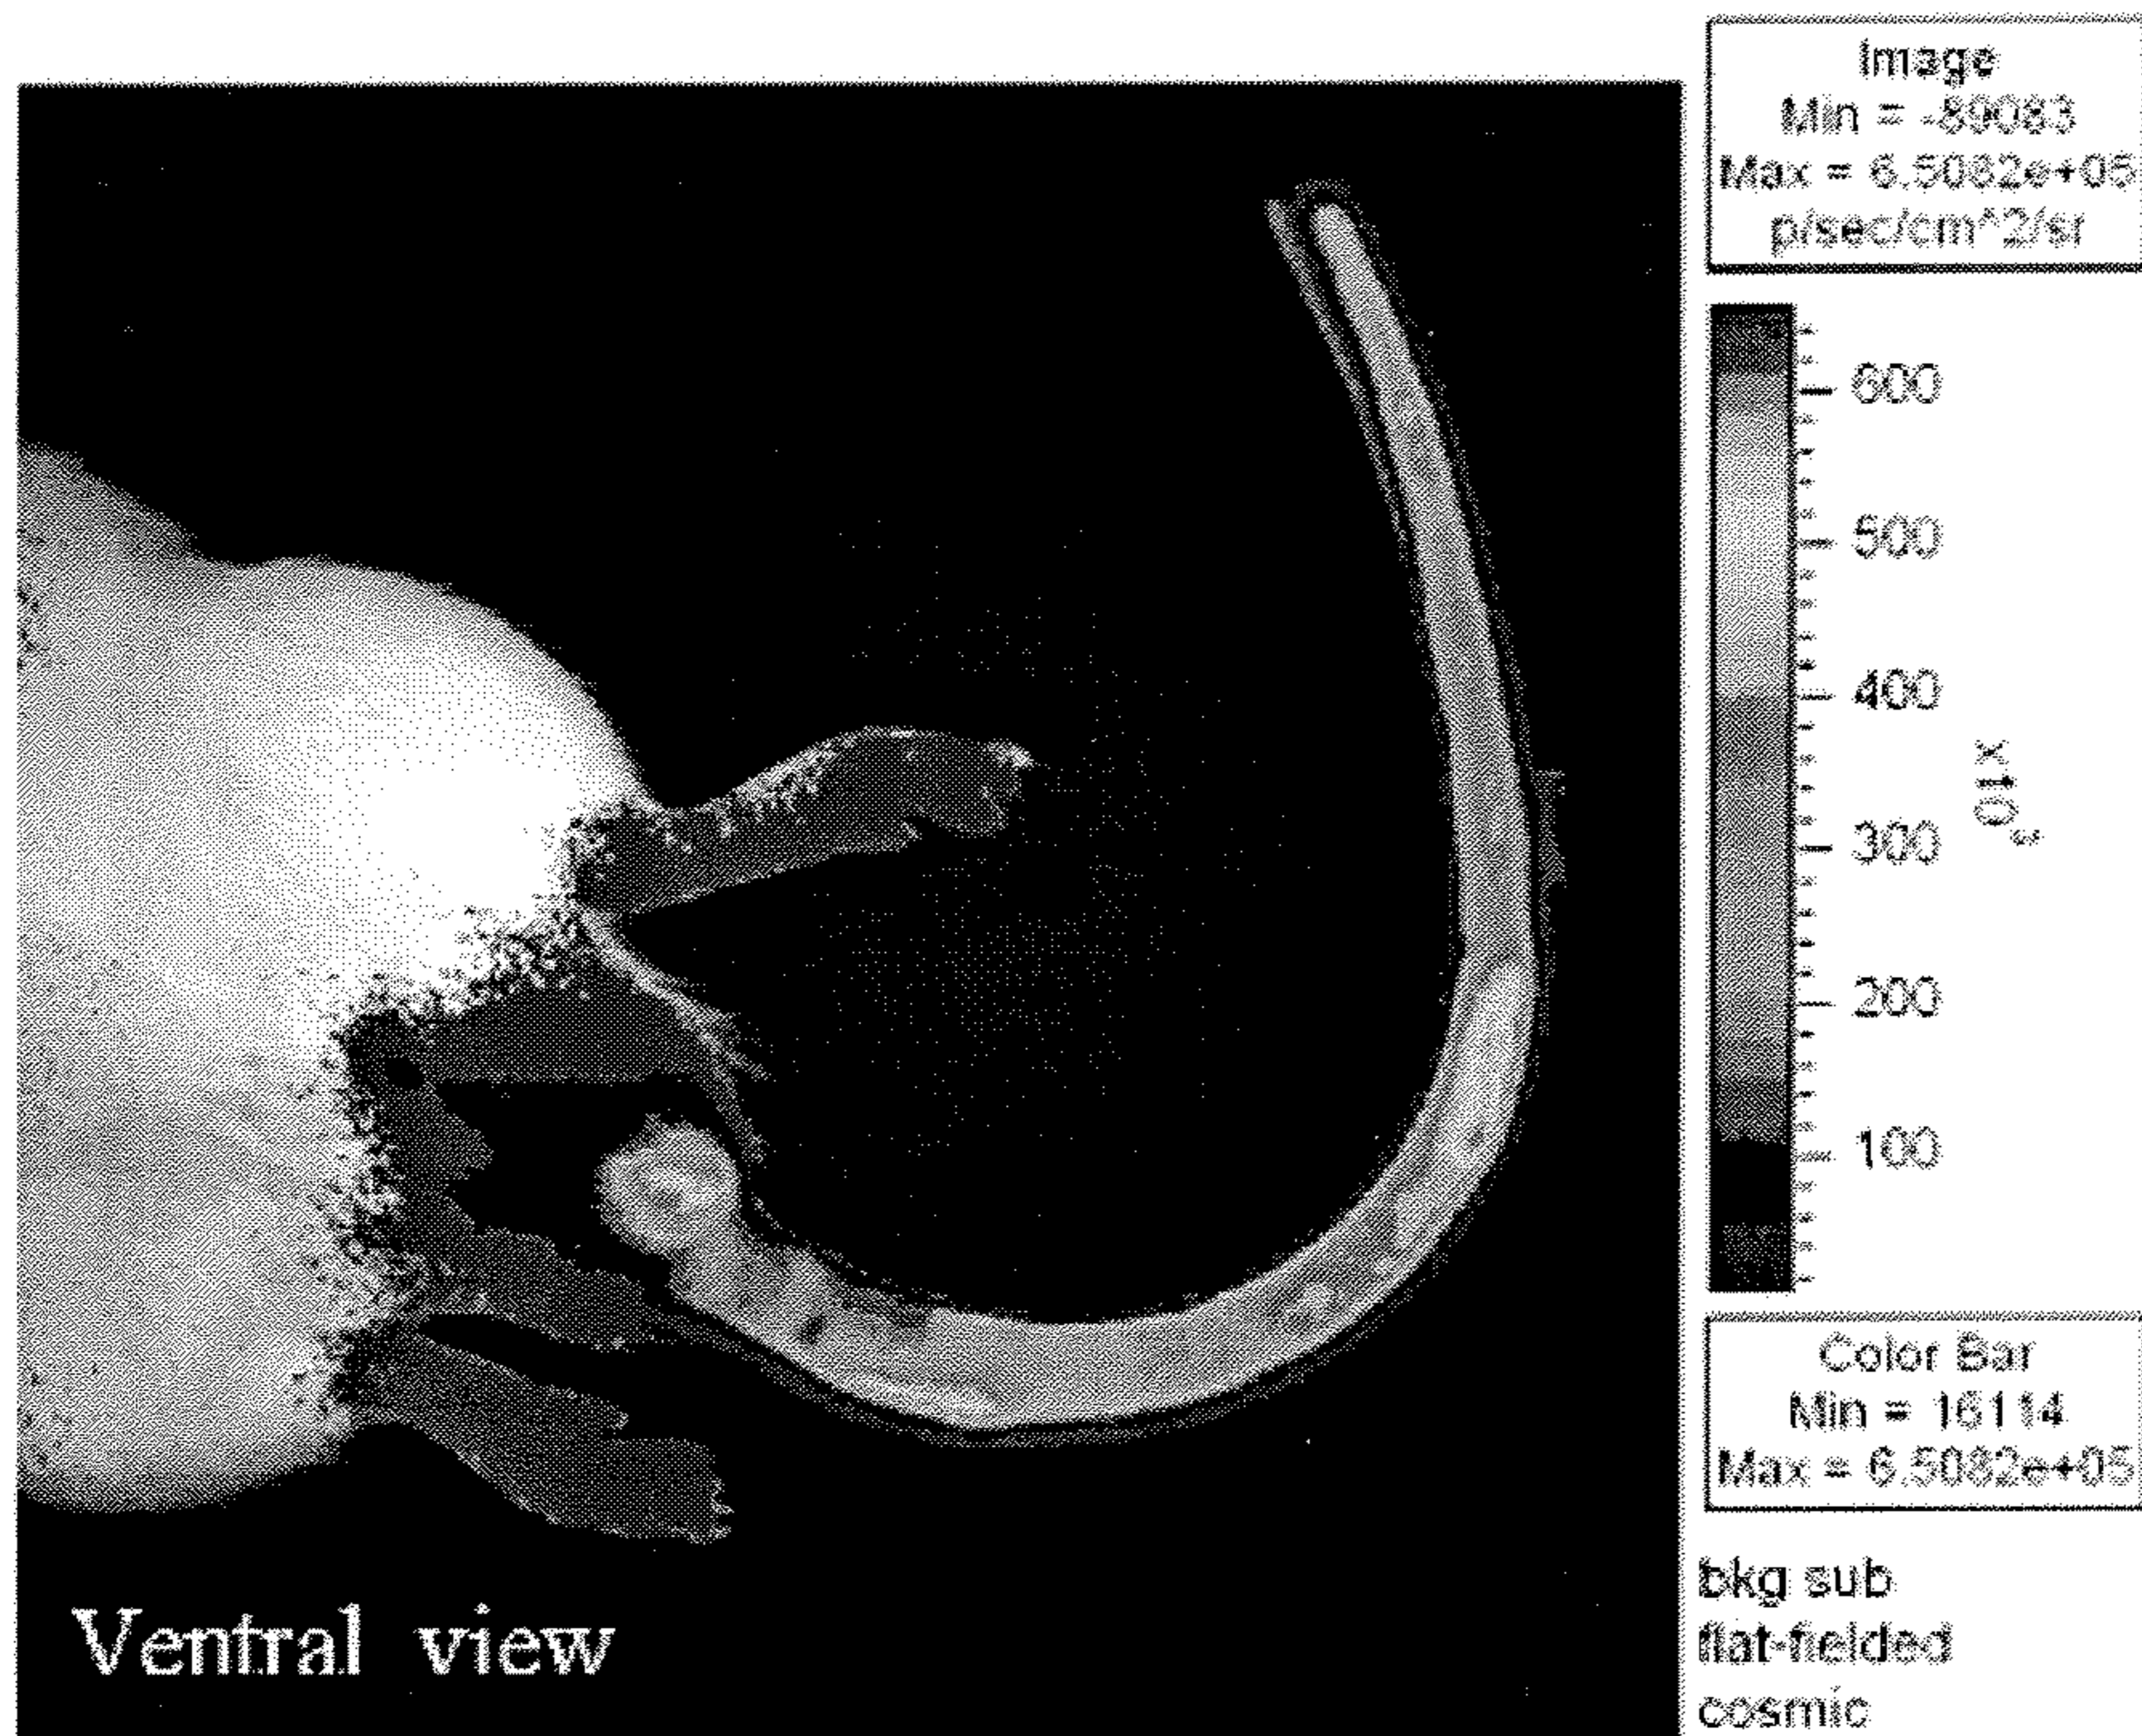 Image
Min = -89083
Max = 6.5082e+05
p/sec/cm^2/sr
600
500
400
300
200
100
x10^3
Color Bar
Min = 16114
Max = 6.5082e+05
bkg sub
flat-fielded
cosmic
Ventral view